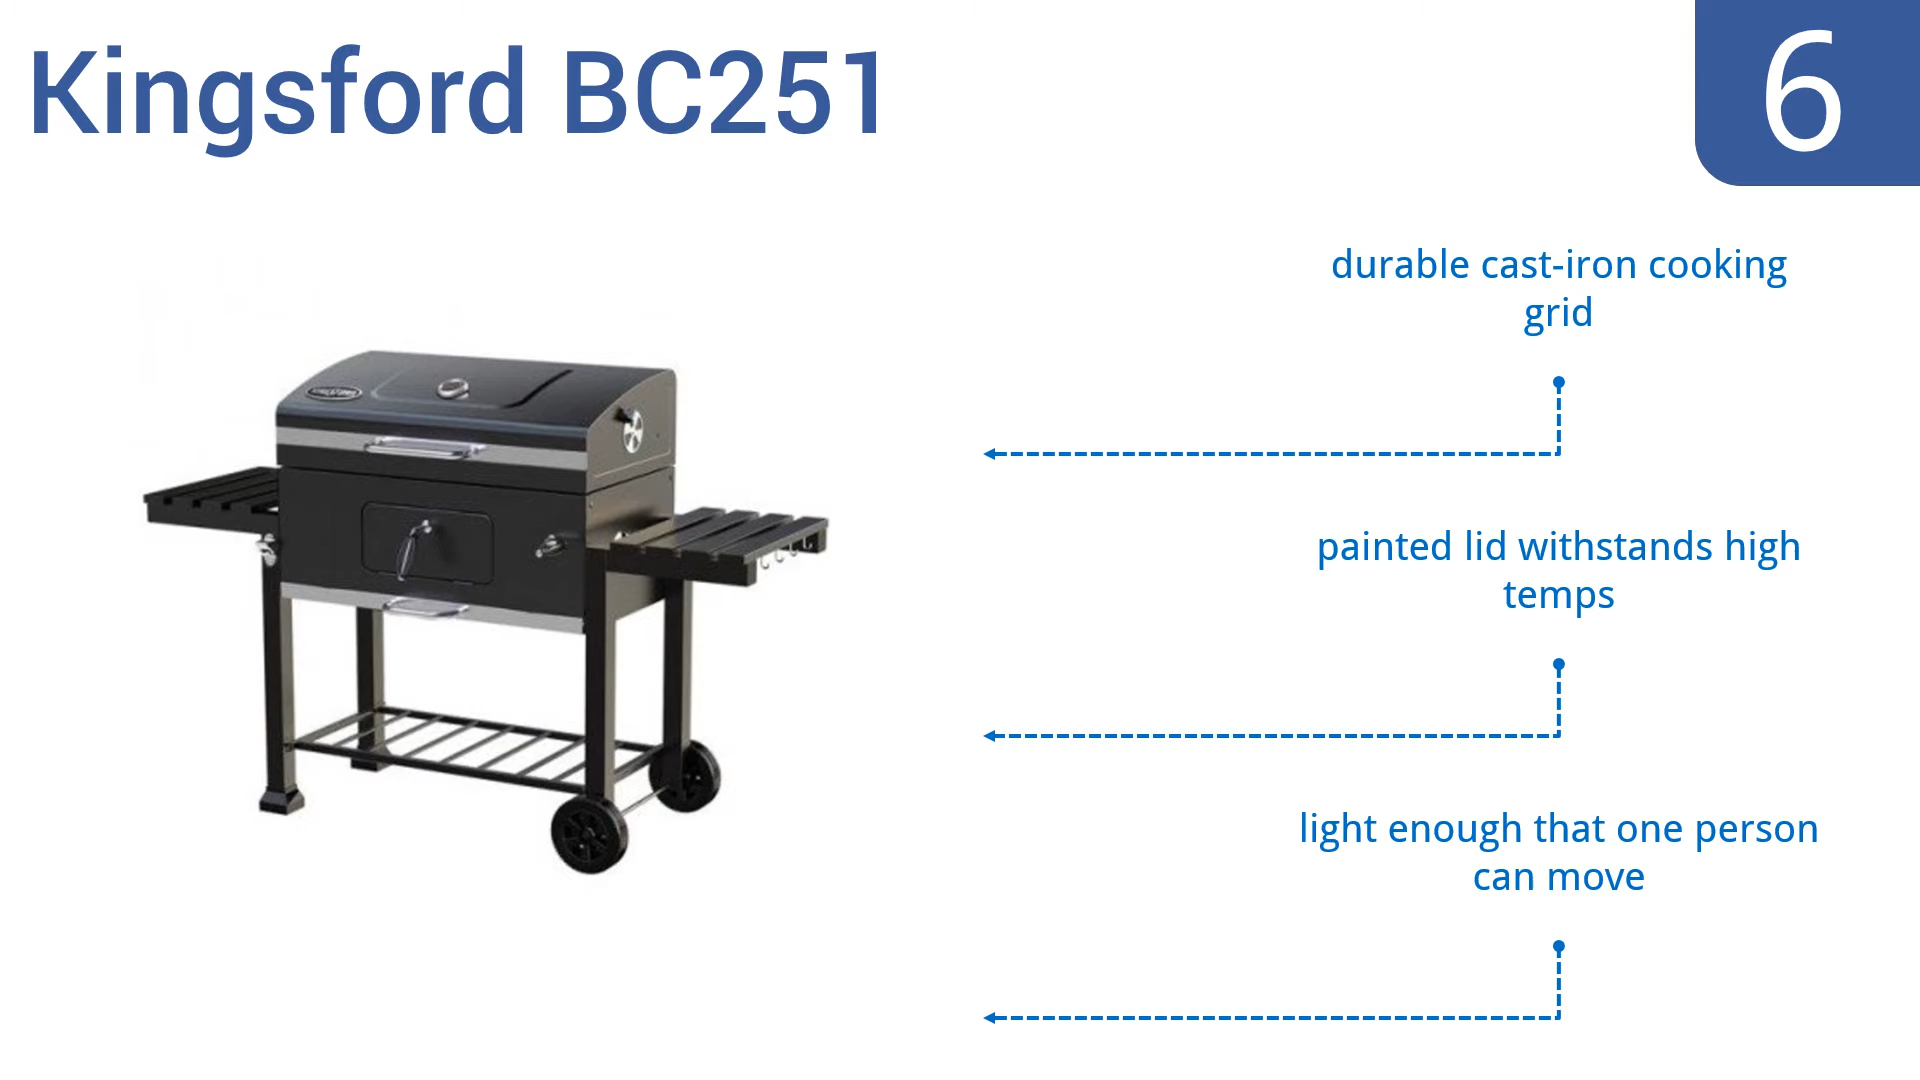 Kingsford BC251
6
durable cast-iron cooking
grid
painted lid withstands high
temps
light enough that one person
can move